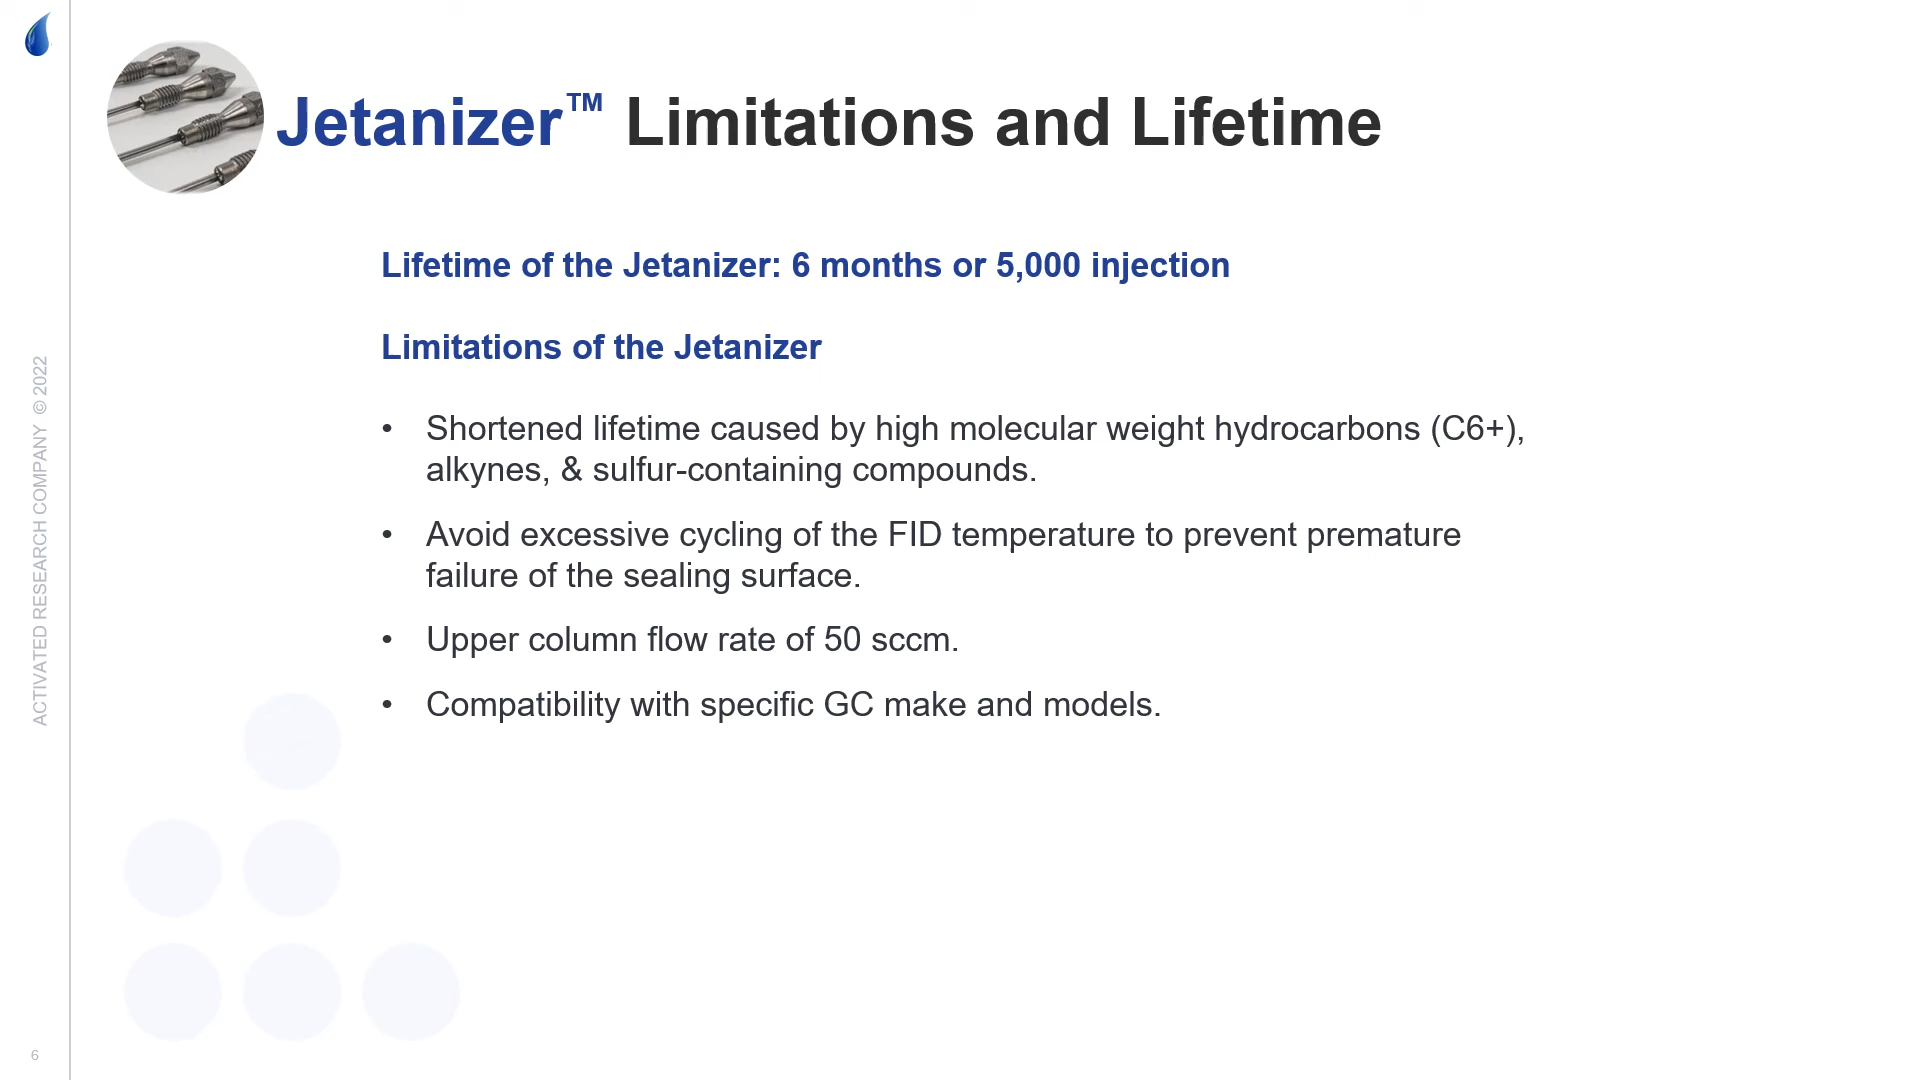 Jetanizer™ Limitations and Lifetime
Lifetime of the Jetanizer: 6 months or 5,000 injection
Limitations of the Jetanizer
• Shortened lifetime caused by high molecular weight hydrocarbons (C6+),
alkynes, & sulfur-containing compounds.
• Avoid excessive cycling of the FID temperature to prevent premature
failure of the sealing surface.
• Upper column flow rate of 50 sccm.
• Compatibility with specific GC make and models.
ACTIVATED RESEARCH COMPANY © 2022
6